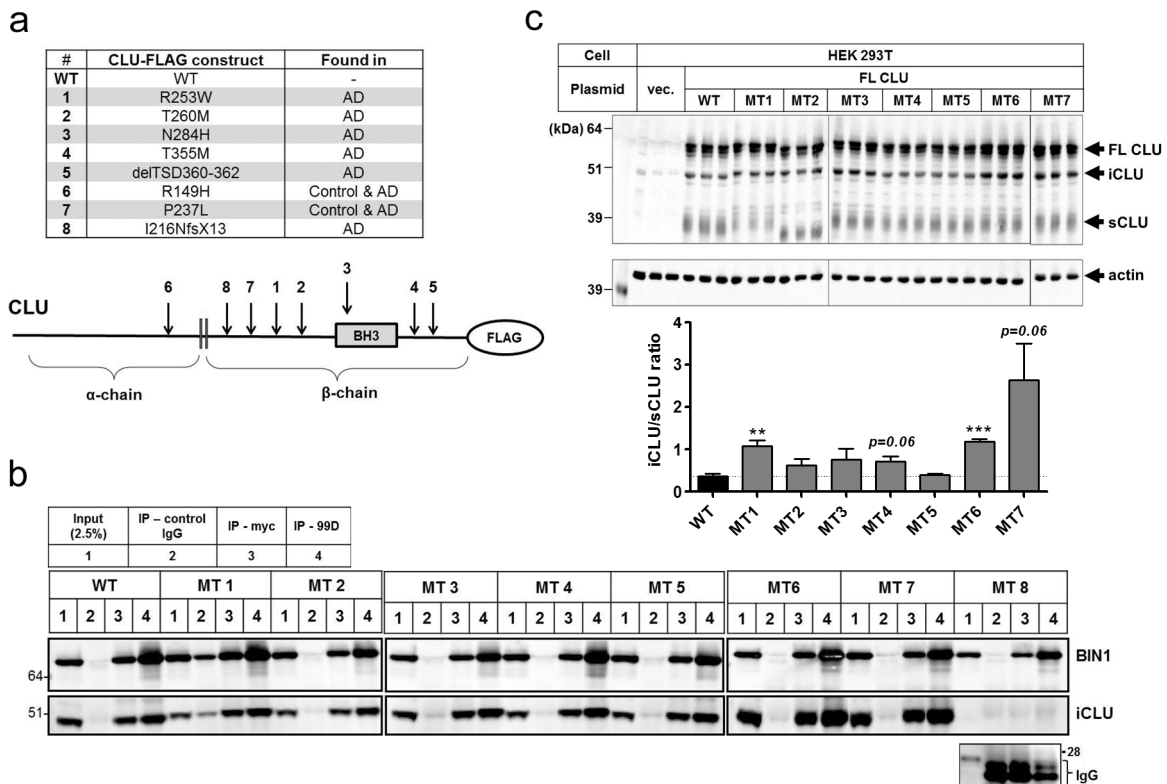 a
# CLU-FLAG construct Found in
WT WT -
1 R253W AD
2 T260M AD
3 N284H AD
4 T355M AD
5 delTSD360-362 AD
6 R149H Control & AD
7 P237L Control & AD
8 I216NfsX13 AD
CLU
6 8 7 1 2 3 4 5
BH3
FLAG
α-chain
β-chain
b
Input (2.5%) IP – control IgG IP - myc IP - 99D
1 2 3 4
WT MT 1 MT 2 MT 3 MT 4 MT 5 MT6 MT 7 MT 8
1 2 3 4 1 2 3 4 1 2 3 4 1 2 3 4 1 2 3 4 1 2 3 4 1 2 3 4 1 2 3 4 1 2 3 4
BIN1
64
51
iCLU
28
IgG
c
Cell HEK 293T
Plasmid vec. FL CLU
WT MT1 MT2 MT3 MT4 MT5 MT6 MT7
(kDa) 64
FL CLU
51
iCLU
39
sCLU
actin
39
iCLU/sCLU ratio
4
3
2
1
0
**
p=0.06
***
p=0.06
WT MT1 MT2 MT3 MT4 MT5 MT6 MT7